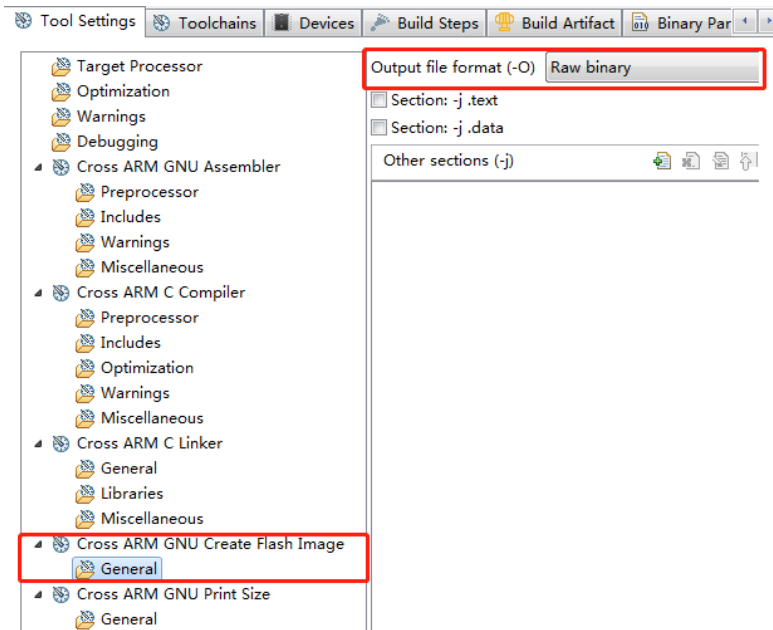 Tool Settings Toolchains Devices Build Steps Build Artifact Binary Par
Target Processor
Optimization
Warnings
Debugging
Cross ARM GNU Assembler
Preprocessor
Includes
Warnings
Miscellaneous
Cross ARM C Compiler
Preprocessor
Includes
Optimization
Warnings
Miscellaneous
Cross ARM C Linker
General
Libraries
Miscellaneous
Cross ARM GNU Create Flash Image
General
Cross ARM GNU Print Size
General
Output file format (-O) Raw binary
Section: -j .text
Section: -j .data
Other sections (-j)